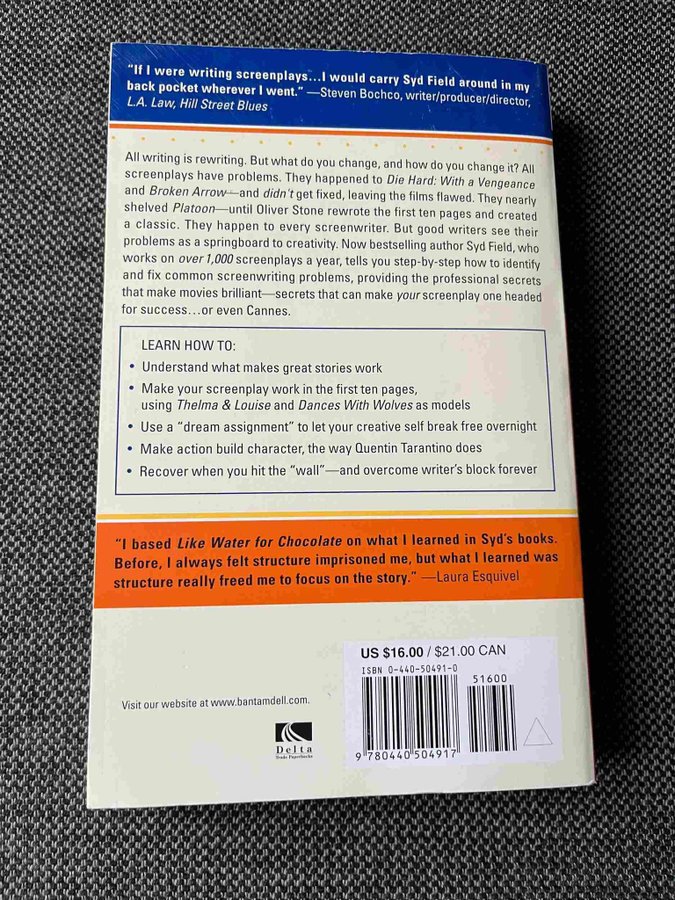 “If I were writing screenplays...I would carry Syd Field around in my
back pocket wherever I went.” —Steven Bochco, writer/producer/director,
L.A. Law, Hill Street Blues
All writing is rewriting. But what do you change, and how do you change it? All
screenplays have problems. They happened to Die Hard: With a Vengeance
and Broken Arrow—and didn’t get fixed, leaving the films flawed. They nearly
shelved Platoon—until Oliver Stone rewrote the first ten pages and created
a classic. They happen to every screenwriter. But good writers see their
problems as a springboard to creativity. Now bestselling author Syd Field, who
works on over 1,000 screenplays a year, tells you step-by-step how to identify
and fix common screenwriting problems, providing the professional secrets
that make movies brilliant—secrets that can make your screenplay one headed
for success...or even Cannes.
LEARN HOW TO:
• Understand what makes great stories work
• Make your screenplay work in the first ten pages,
using Thelma & Louise and Dances With Wolves as models
• Use a “dream assignment” to let your creative self break free overnight
• Make action build character, the way Quentin Tarantino does
• Recover when you hit the “wall”—and overcome writer’s block forever
“I based Like Water for Chocolate on what I learned in Syd’s books.
Before, I always felt structure imprisoned me, but what I learned was
structure really freed me to focus on the story.” —Laura Esquivel
US $16.00 / $21.00 CAN
ISBN 0-440-50491-0
51600
9 780440 504917
Visit our website at www.bantamdell.com.
Delta
Trade Paperbacks